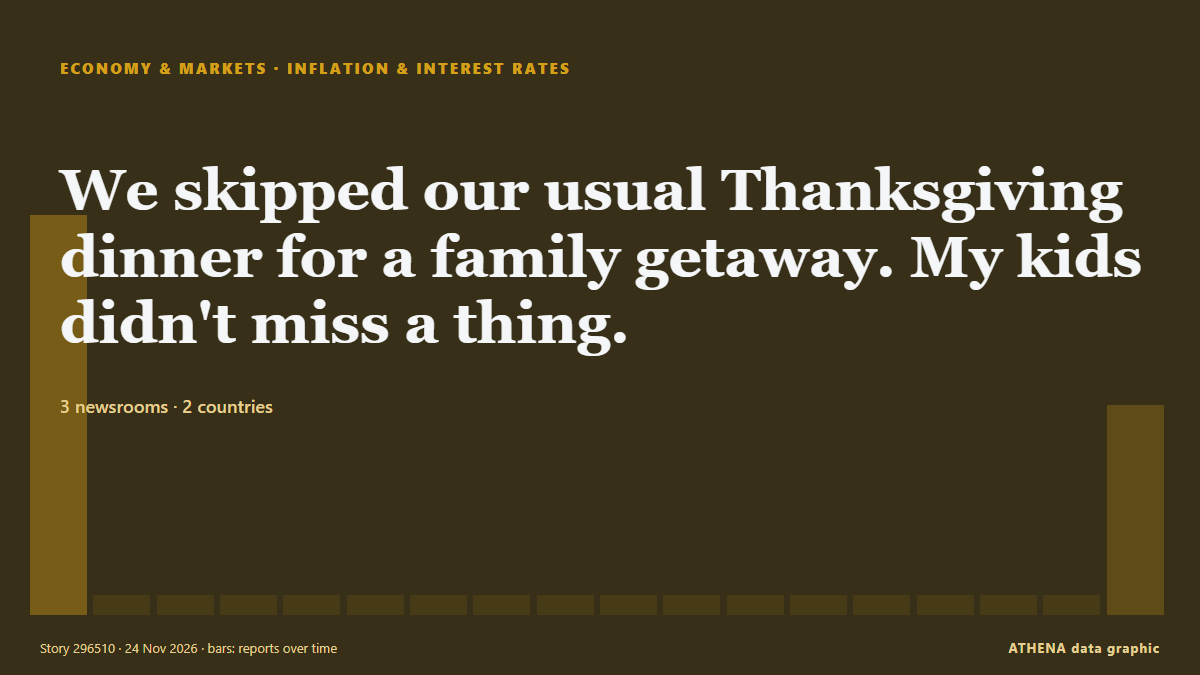 ECONOMY & MARKETS · INFLATION & INTEREST RATES
We skipped our usual Thanksgiving
dinner for a family getaway. My kids
didn't miss a thing.
3 newsrooms · 2 countries
Story 296510 · 24 Nov 2026 · bars: reports over time
ATHENA data graphic